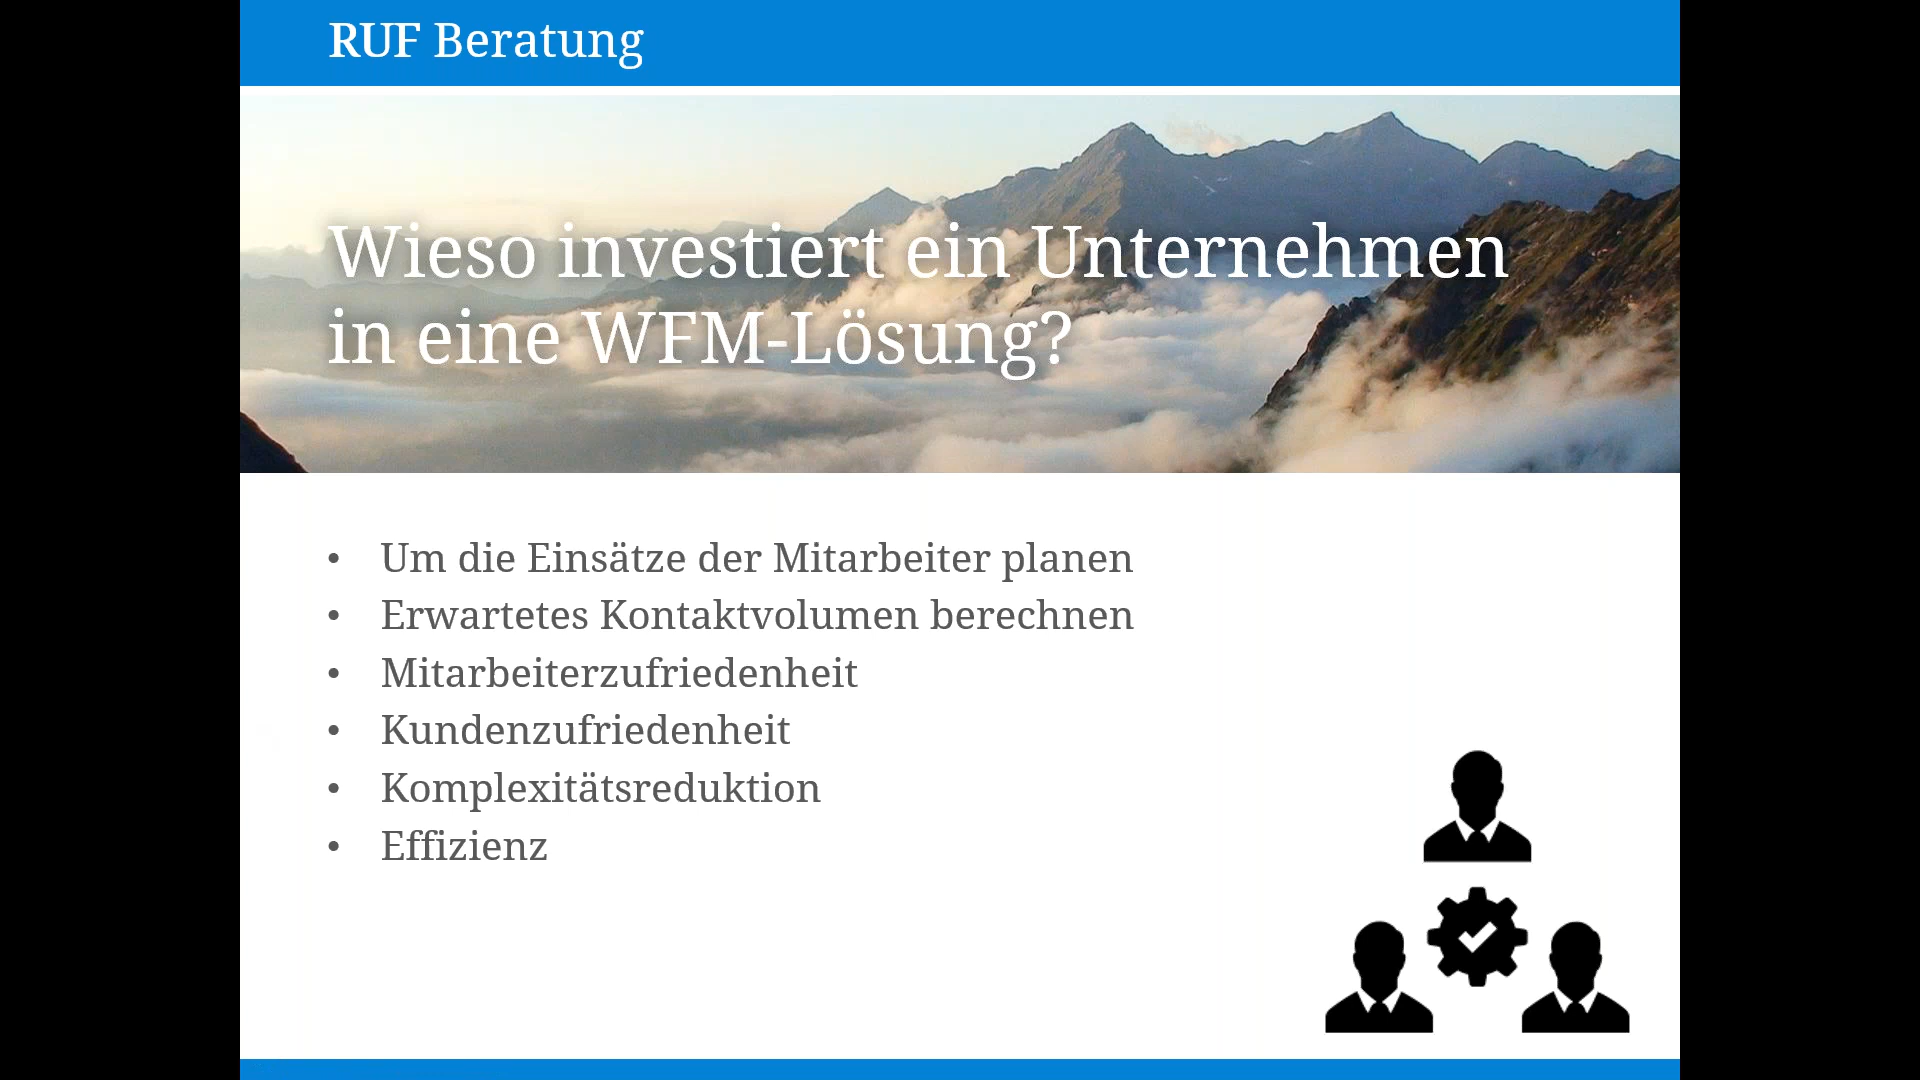 RUF Beratung
Wieso investiert ein Unternehmen
in eine WFM-Lösung?
• Um die Einsätze der Mitarbeiter planen
• Erwartetes Kontaktvolumen berechnen
• Mitarbeiterzufriedenheit
• Kundenzufriedenheit
• Komplexitätsreduktion
• Effizienz